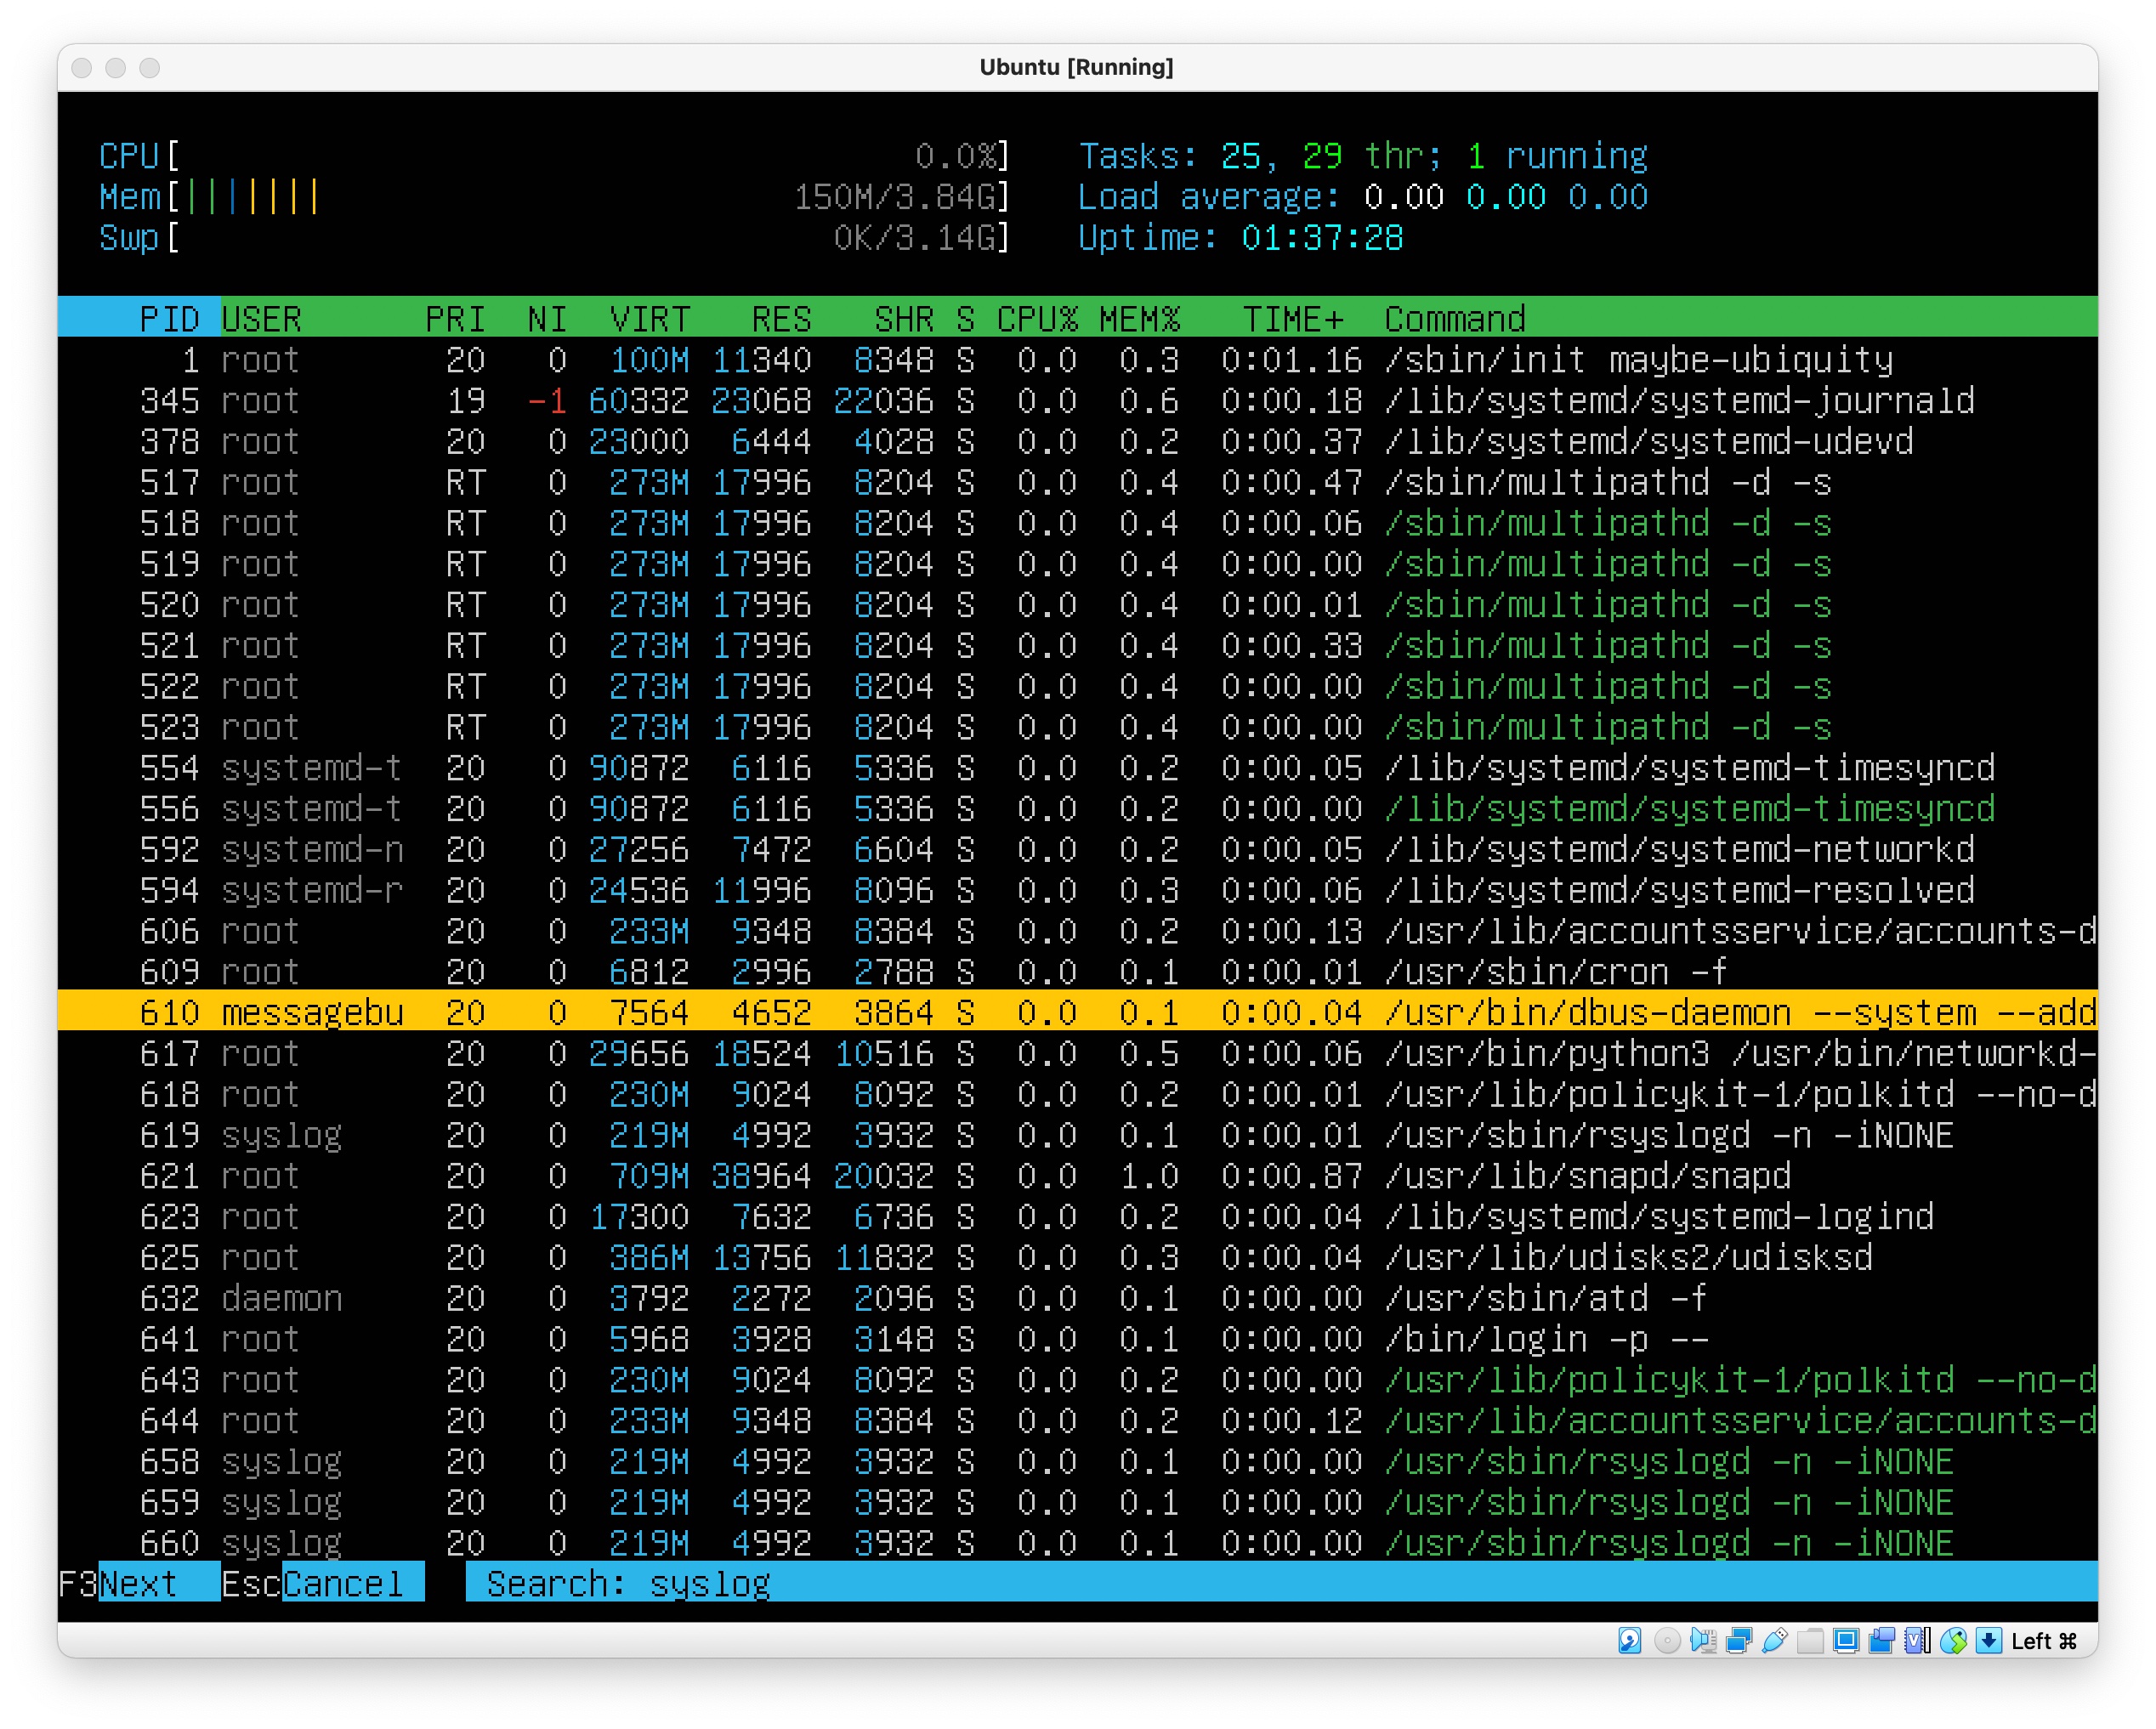 Ubuntu [Running]
CPU[ 0.0%] Tasks: 25, 29 thr; 1 running
Mem[||||||| 150M/3.84G] Load average: 0.00 0.00 0.00
Swp[ 0K/3.14G] Uptime: 01:37:28
PID USER PRI NI VIRT RES SHR S CPU% MEM% TIME+ Command
1 root 20 0 100M 11340 8348 S 0.0 0.3 0:01.16 /sbin/init maybe-ubiquity
345 root 19 -1 60332 23068 22036 S 0.0 0.6 0:00.18 /lib/systemd/systemd-journald
378 root 20 0 23000 6444 4028 S 0.0 0.2 0:00.37 /lib/systemd/systemd-udevd
517 root RT 0 273M 17996 8204 S 0.0 0.4 0:00.47 /sbin/multipathd -d -s
518 root RT 0 273M 17996 8204 S 0.0 0.4 0:00.06 /sbin/multipathd -d -s
519 root RT 0 273M 17996 8204 S 0.0 0.4 0:00.00 /sbin/multipathd -d -s
520 root RT 0 273M 17996 8204 S 0.0 0.4 0:00.01 /sbin/multipathd -d -s
521 root RT 0 273M 17996 8204 S 0.0 0.4 0:00.33 /sbin/multipathd -d -s
522 root RT 0 273M 17996 8204 S 0.0 0.4 0:00.00 /sbin/multipathd -d -s
523 root RT 0 273M 17996 8204 S 0.0 0.4 0:00.00 /sbin/multipathd -d -s
554 systemd-t 20 0 90872 6116 5336 S 0.0 0.2 0:00.05 /lib/systemd/systemd-timesyncd
556 systemd-t 20 0 90872 6116 5336 S 0.0 0.2 0:00.00 /lib/systemd/systemd-timesyncd
592 systemd-n 20 0 27256 7472 6604 S 0.0 0.2 0:00.05 /lib/systemd/systemd-networkd
594 systemd-r 20 0 24536 11996 8096 S 0.0 0.3 0:00.06 /lib/systemd/systemd-resolved
606 root 20 0 233M 9348 8384 S 0.0 0.2 0:00.13 /usr/lib/accountsservice/accounts-d
609 root 20 0 6812 2996 2788 S 0.0 0.1 0:00.01 /usr/sbin/cron -f
610 messagebu 20 0 7564 4652 3864 S 0.0 0.1 0:00.04 /usr/bin/dbus-daemon --system --add
617 root 20 0 29656 18524 10516 S 0.0 0.5 0:00.06 /usr/bin/python3 /usr/bin/networkd-
618 root 20 0 230M 9024 8092 S 0.0 0.2 0:00.01 /usr/lib/policykit-1/polkitd --no-d
619 syslog 20 0 219M 4992 3932 S 0.0 0.1 0:00.01 /usr/sbin/rsyslogd -n -iNONE
621 root 20 0 709M 38964 20032 S 0.0 1.0 0:00.87 /usr/lib/snapd/snapd
623 root 20 0 17300 7632 6736 S 0.0 0.2 0:00.04 /lib/systemd/systemd-logind
625 root 20 0 386M 13756 11832 S 0.0 0.3 0:00.04 /usr/lib/udisks2/udisksd
632 daemon 20 0 3792 2272 2096 S 0.0 0.1 0:00.00 /usr/sbin/atd -f
641 root 20 0 5968 3928 3148 S 0.0 0.1 0:00.00 /bin/login -p --
643 root 20 0 230M 9024 8092 S 0.0 0.2 0:00.00 /usr/lib/policykit-1/polkitd --no-d
644 root 20 0 233M 9348 8384 S 0.0 0.2 0:00.12 /usr/lib/accountsservice/accounts-d
658 syslog 20 0 219M 4992 3932 S 0.0 0.1 0:00.00 /usr/sbin/rsyslogd -n -iNONE
659 syslog 20 0 219M 4992 3932 S 0.0 0.1 0:00.00 /usr/sbin/rsyslogd -n -iNONE
660 syslog 20 0 219M 4992 3932 S 0.0 0.1 0:00.00 /usr/sbin/rsyslogd -n -iNONE
F3Next EscCancel Search: syslog
Left ⌘